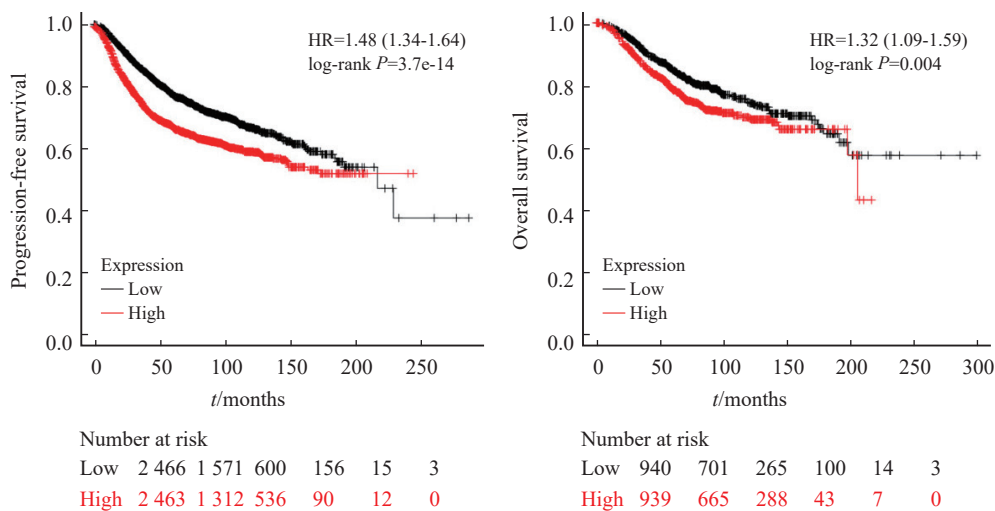 Progression-free survival
1.0
0.8
0.6
0.4
0.2
0.0
HR=1.48 (1.34-1.64)
log-rank P=3.7e-14
Expression
Low
High
0 50 100 150 200 250
t/months
Number at risk
Low 2 466 1 571 600 156 15 3
High 2 463 1 312 536 90 12 0
Overall survival
1.0
0.8
0.6
0.4
0.2
0.0
HR=1.32 (1.09-1.59)
log-rank P=0.004
Expression
Low
High
0 50 100 150 200 250 300
t/months
Number at risk
Low 940 701 265 100 14 3
High 939 665 288 43 7 0